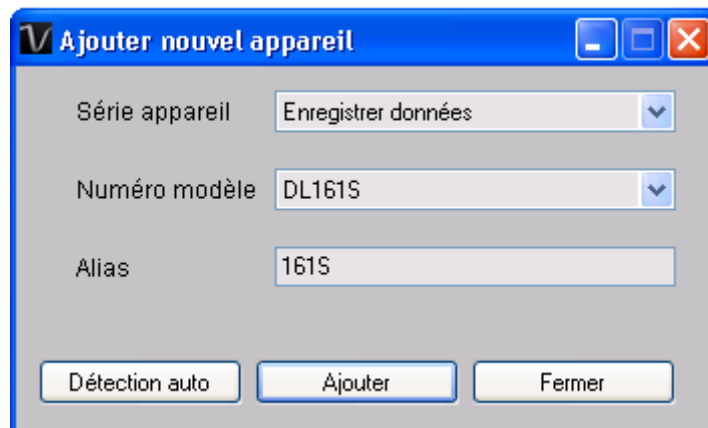 Ajouter nouvel appareil
Série appareil Enregistrer données
Numéro modèle DL161S
Alias 161S
Détection auto Ajouter Fermer